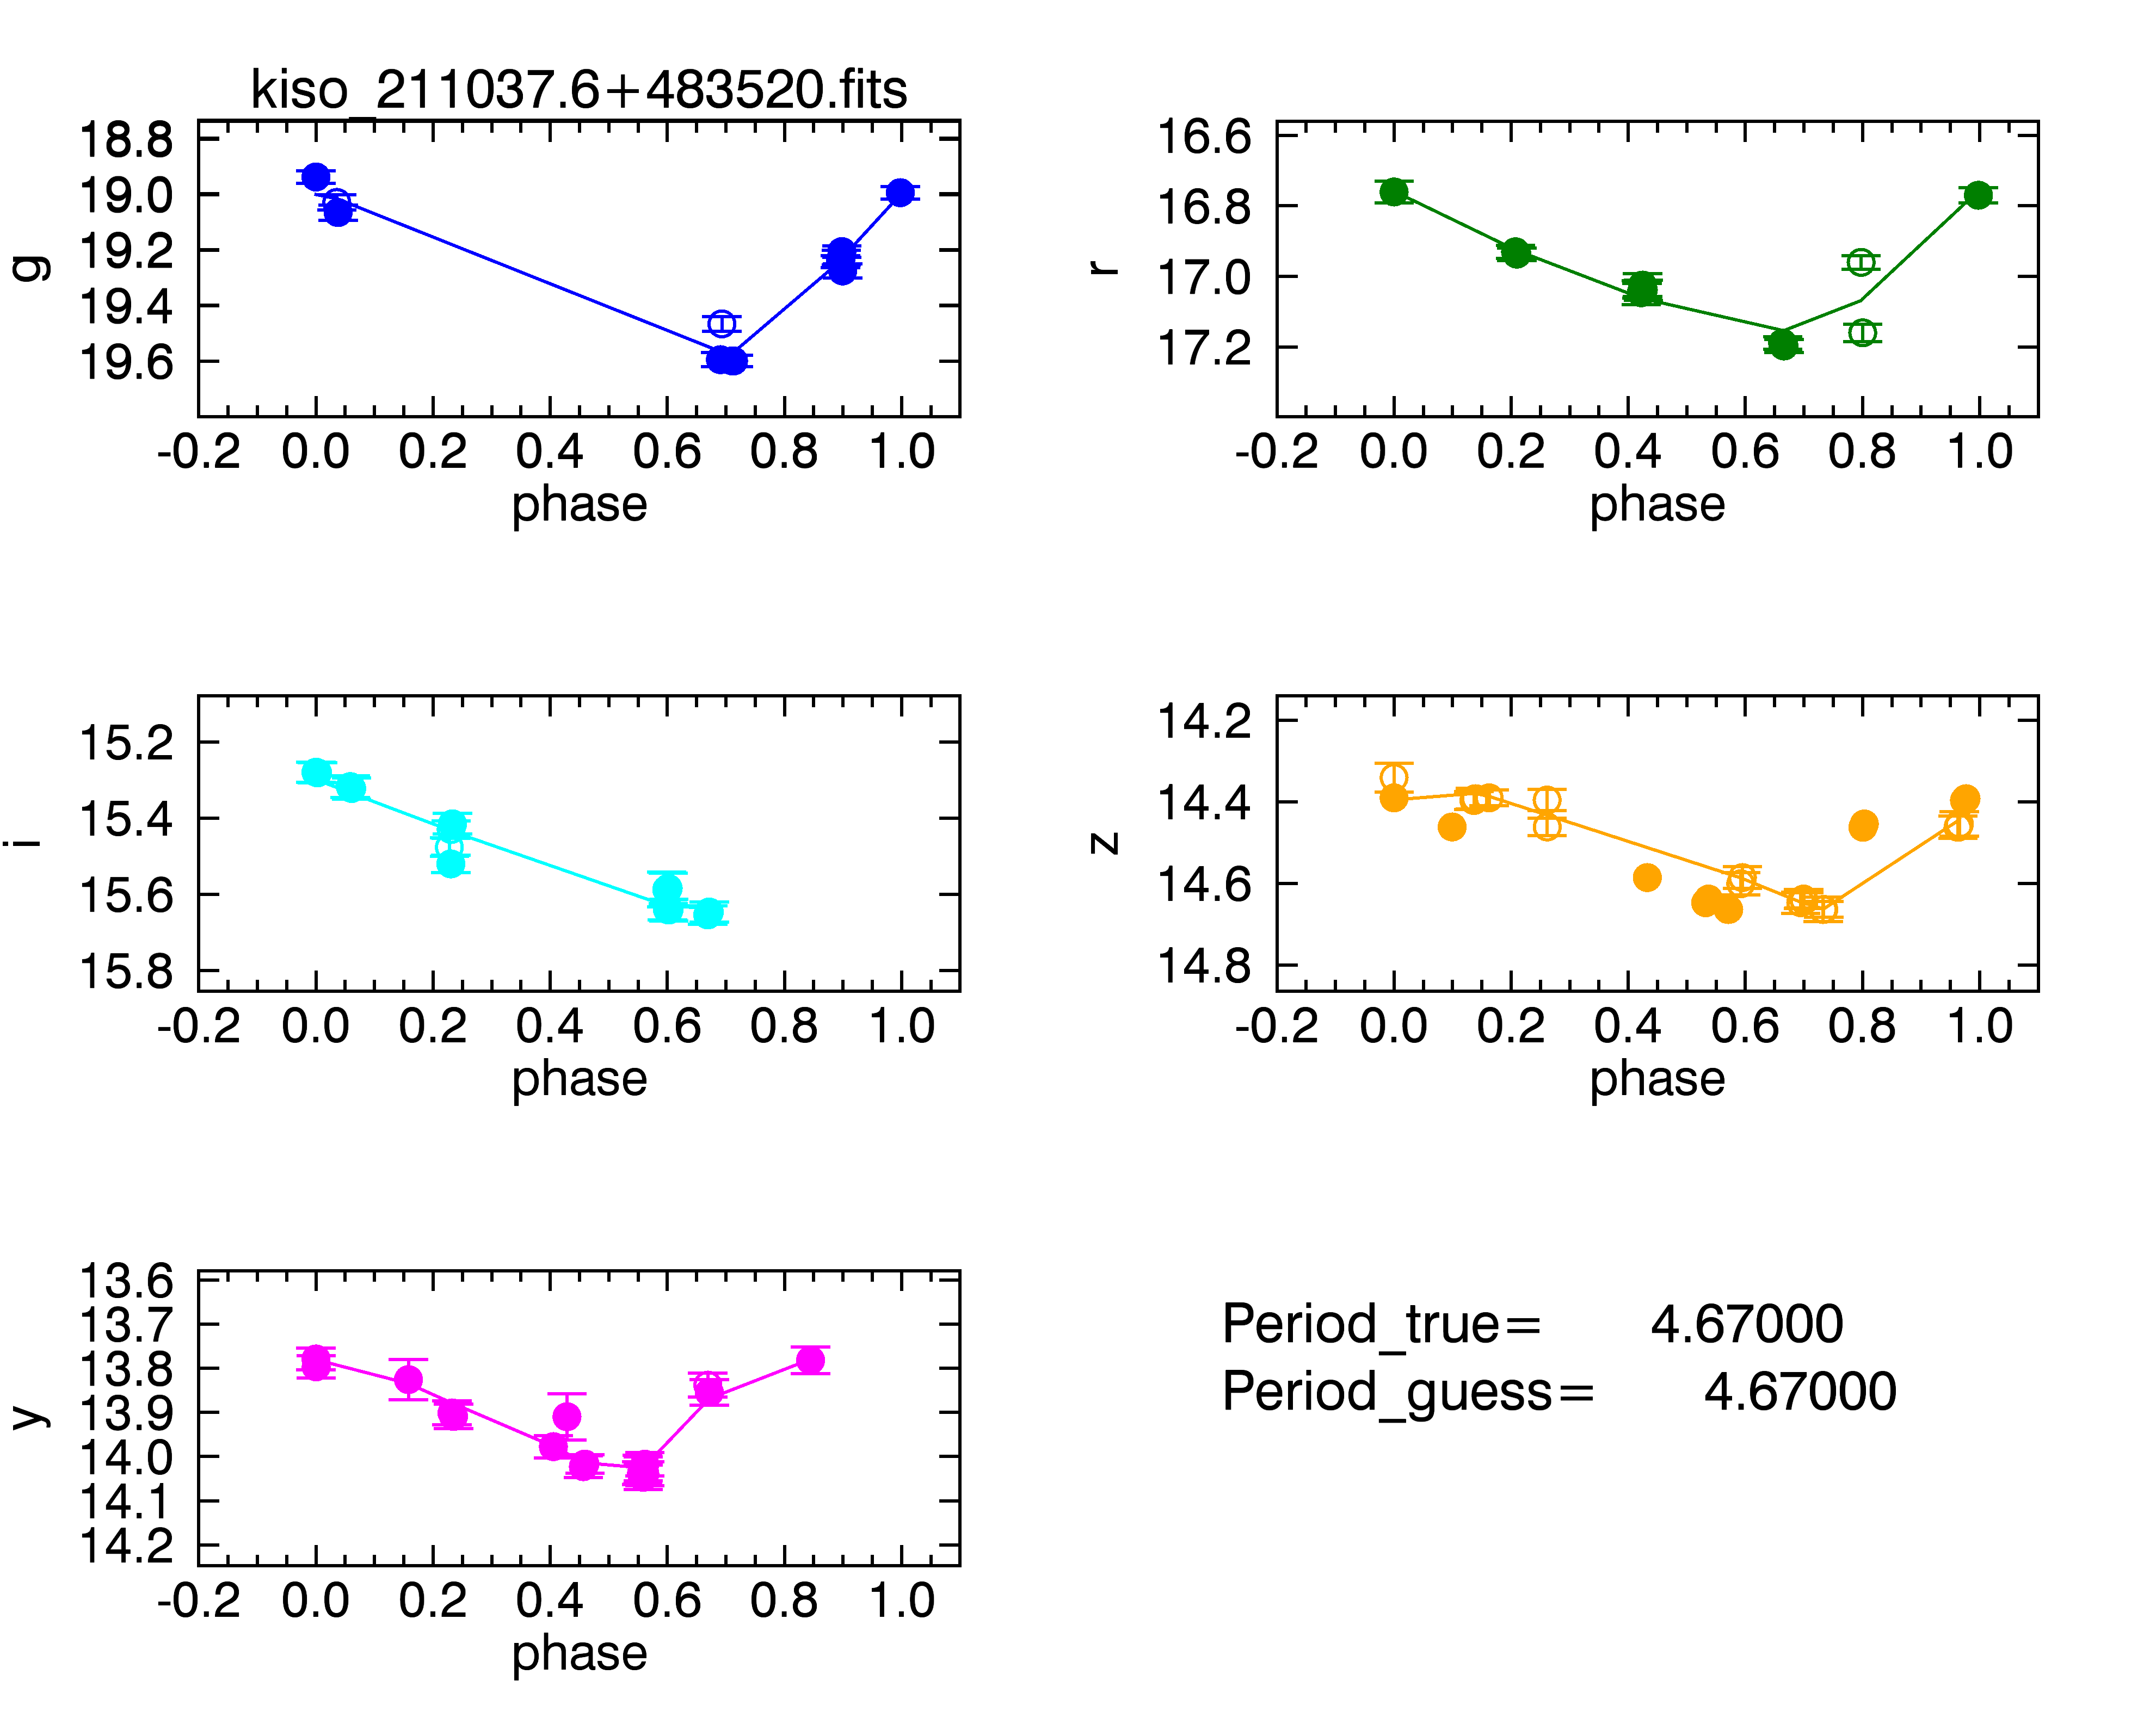 kiso_211037.6+483520.fits
18.8
19.0
19.2
19.4
19.6
g
-0.2 0.0 0.2 0.4 0.6 0.8 1.0
phase
16.6
16.8
17.0
17.2
r
-0.2 0.0 0.2 0.4 0.6 0.8 1.0
phase
15.2
15.4
15.6
15.8
i
-0.2 0.0 0.2 0.4 0.6 0.8 1.0
phase
14.2
14.4
14.6
14.8
z
-0.2 0.0 0.2 0.4 0.6 0.8 1.0
phase
13.6
13.7
13.8
13.9
14.0
14.1
14.2
y
-0.2 0.0 0.2 0.4 0.6 0.8 1.0
phase
Period_true= 4.67000
Period_guess= 4.67000